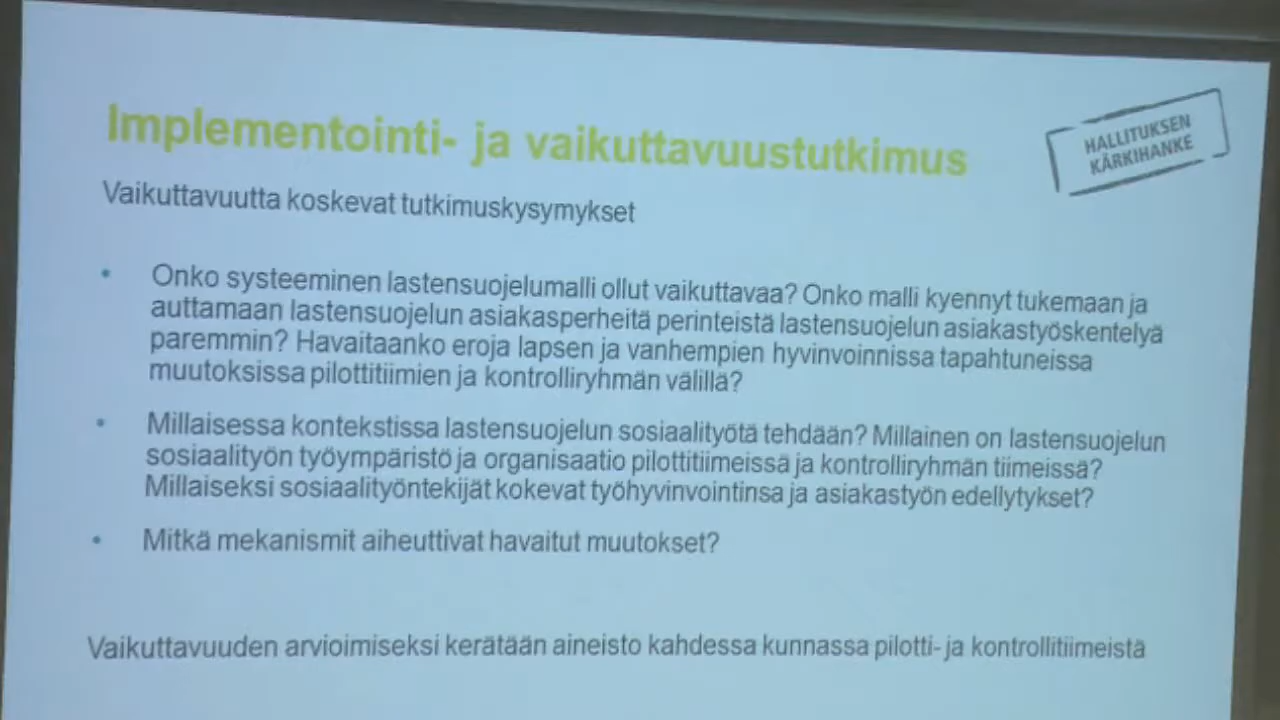 Implementointi- ja vaikuttavuustutkimus
HALLITUKSEN
KÄRKIHANKE
Vaikuttavuutta koskevat tutkimuskysymykset
• Onko systeeminen lastensuojelumalli ollut vaikuttavaa? Onko malli kyennyt tukemaan ja
auttamaan lastensuojelun asiakasperheitä perinteistä lastensuojelun asiakastyöskentelyä
paremmin? Havaitaanko eroja lapsen ja vanhempien hyvinvoinnissa tapahtuneissa
muutoksissa pilottitiimien ja kontrolliryhmän välillä?
• Millaisessa kontekstissa lastensuojelun sosiaalityötä tehdään? Millainen on lastensuojelun
sosiaalityön työympäristö ja organisaatio pilottitiimeissä ja kontrolliryhmän tiimeissä?
Millaiseksi sosiaalityöntekijät kokevat työhyvinvointinsa ja asiakastyön edellytykset?
• Mitkä mekanismit aiheuttivat havaitut muutokset?
Vaikuttavuuden arvioimiseksi kerätään aineisto kahdessa kunnassa pilotti- ja kontrollitiimeistä